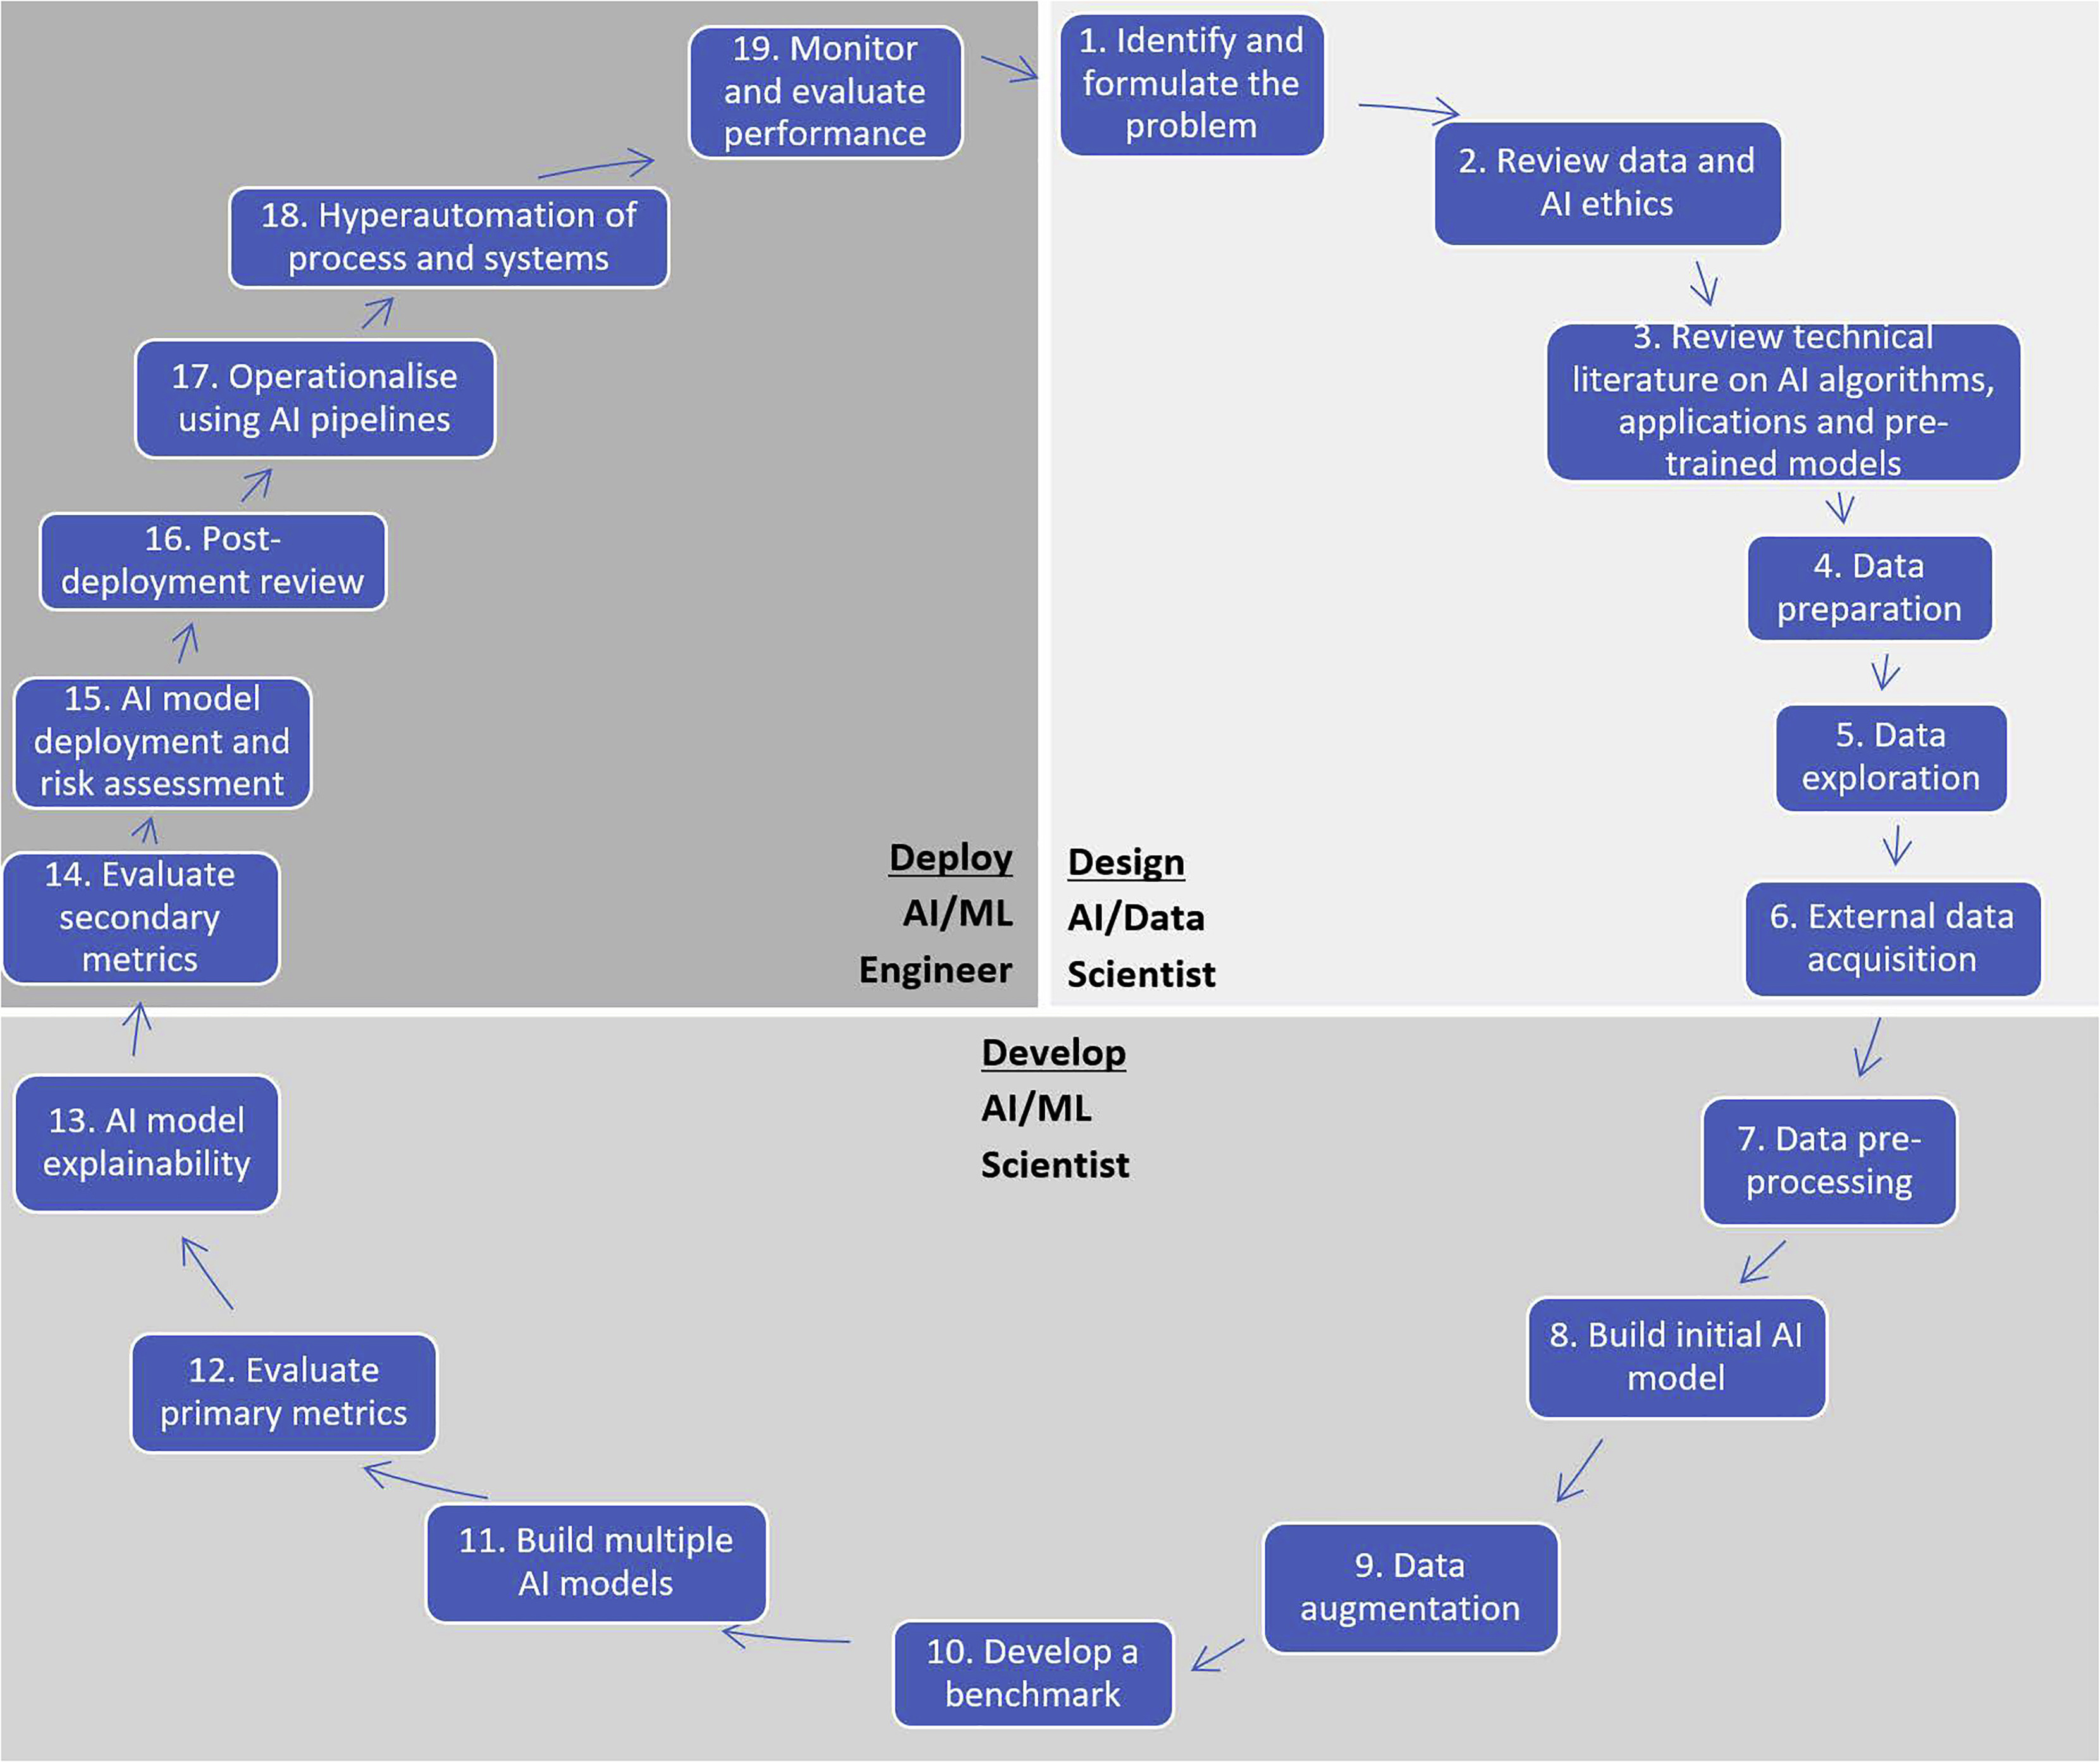 1. Identify and
formulate the
problem
2. Review data and
AI ethics
3. Review technical
literature on AI algorithms,
applications and pre-
trained models
4. Data
preparation
5. Data
exploration
6. External data
acquisition
Design
AI/Data
Scientist
7. Data pre-
processing
8. Build initial AI
model
9. Data
augmentation
10. Develop a
benchmark
11. Build multiple
AI models
12. Evaluate
primary metrics
13. AI model
explainability
Develop
AI/ML
Scientist
14. Evaluate
secondary
metrics
15. AI model
deployment and
risk assessment
16. Post-
deployment review
17. Operationalise
using AI pipelines
18. Hyperautomation of
process and systems
19. Monitor
and evaluate
performance
Deploy
AI/ML
Engineer